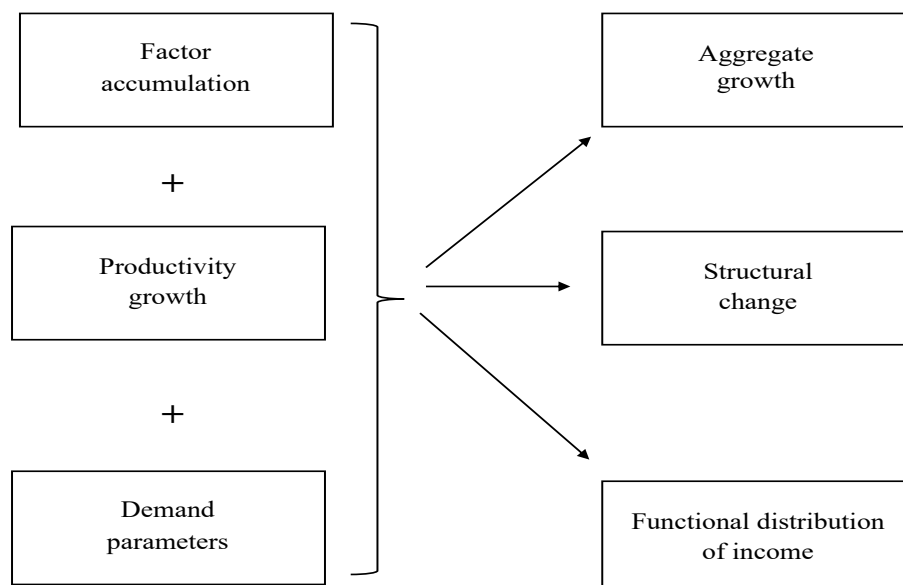 Factor
accumulation
+
Productivity
growth
+
Demand
parameters
Aggregate
growth
Structural
change
Functional distribution
of income